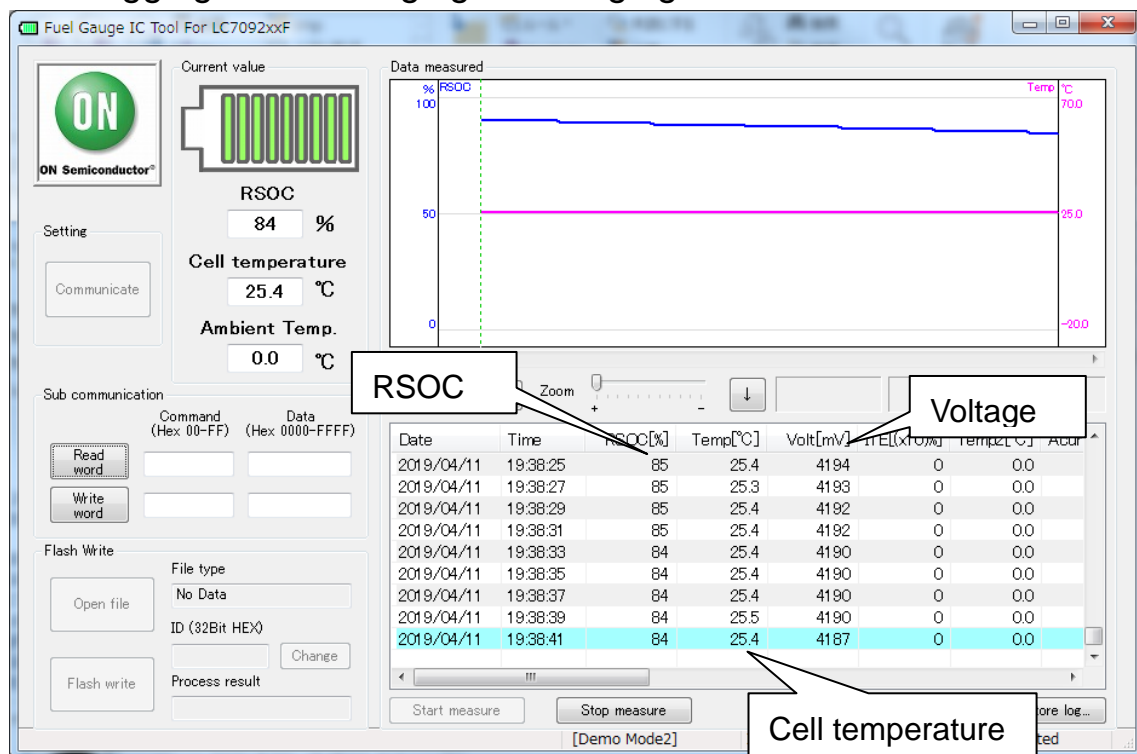 Fuel Gauge IC Tool For LC7092xxF
ON
ON Semiconductor®
Current value
RSOC
84 %
Cell temperature
25.4 ℃
Ambient Temp.
0.0 ℃
Setting
Communicate
Sub communication
Command Data
(Hex 00-FF) (Hex 0000-FFFF)
Read word
Write word
Flash Write
Open file
File type
No Data
ID (32Bit HEX)
Change
Flash write
Process result
Data measured
% RSOC Temp ℃
100 70.0
50 25.0
0 -20.0
RSOC
Zoom
+ -
↓
Voltage
Date Time RSOC[%] Temp[℃] Volt[mV]
2019/04/11 19:38:25 85 25.4 4194 0 0.0
2019/04/11 19:38:27 85 25.3 4193 0 0.0
2019/04/11 19:38:29 85 25.4 4192 0 0.0
2019/04/11 19:38:31 85 25.4 4192 0 0.0
2019/04/11 19:38:33 84 25.4 4190 0 0.0
2019/04/11 19:38:35 84 25.4 4190 0 0.0
2019/04/11 19:38:37 84 25.4 4190 0 0.0
2019/04/11 19:38:39 84 25.5 4190 0 0.0
2019/04/11 19:38:41 84 25.4 4187 0 0.0
Start measure Stop measure
log...
Cell temperature
[Demo Mode2]